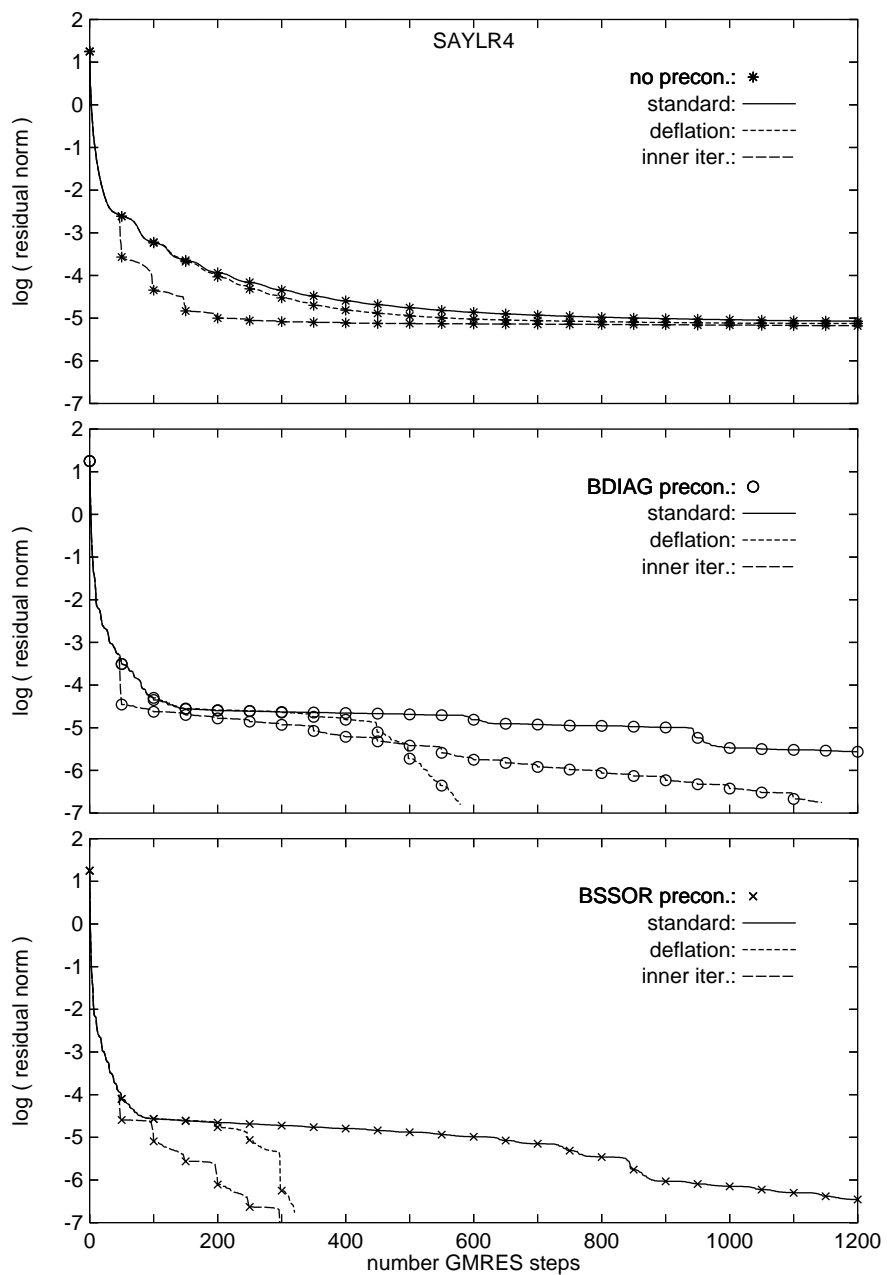 2
SAYLR4
1
no precon.:
0
standard:
deflation:
-1
inner iter.:
-2
-3
-4
-5
-6
-7
log ( residual norm )
2
1
BDIAG precon.:
0
standard:
deflation:
-1
inner iter.:
-2
-3
-4
-5
-6
-7
log ( residual norm )
2
1
BSSOR precon.:
0
standard:
deflation:
-1
inner iter.:
-2
-3
-4
-5
-6
-7
log ( residual norm )
0 200 400 600 800 1000 1200
number GMRES steps